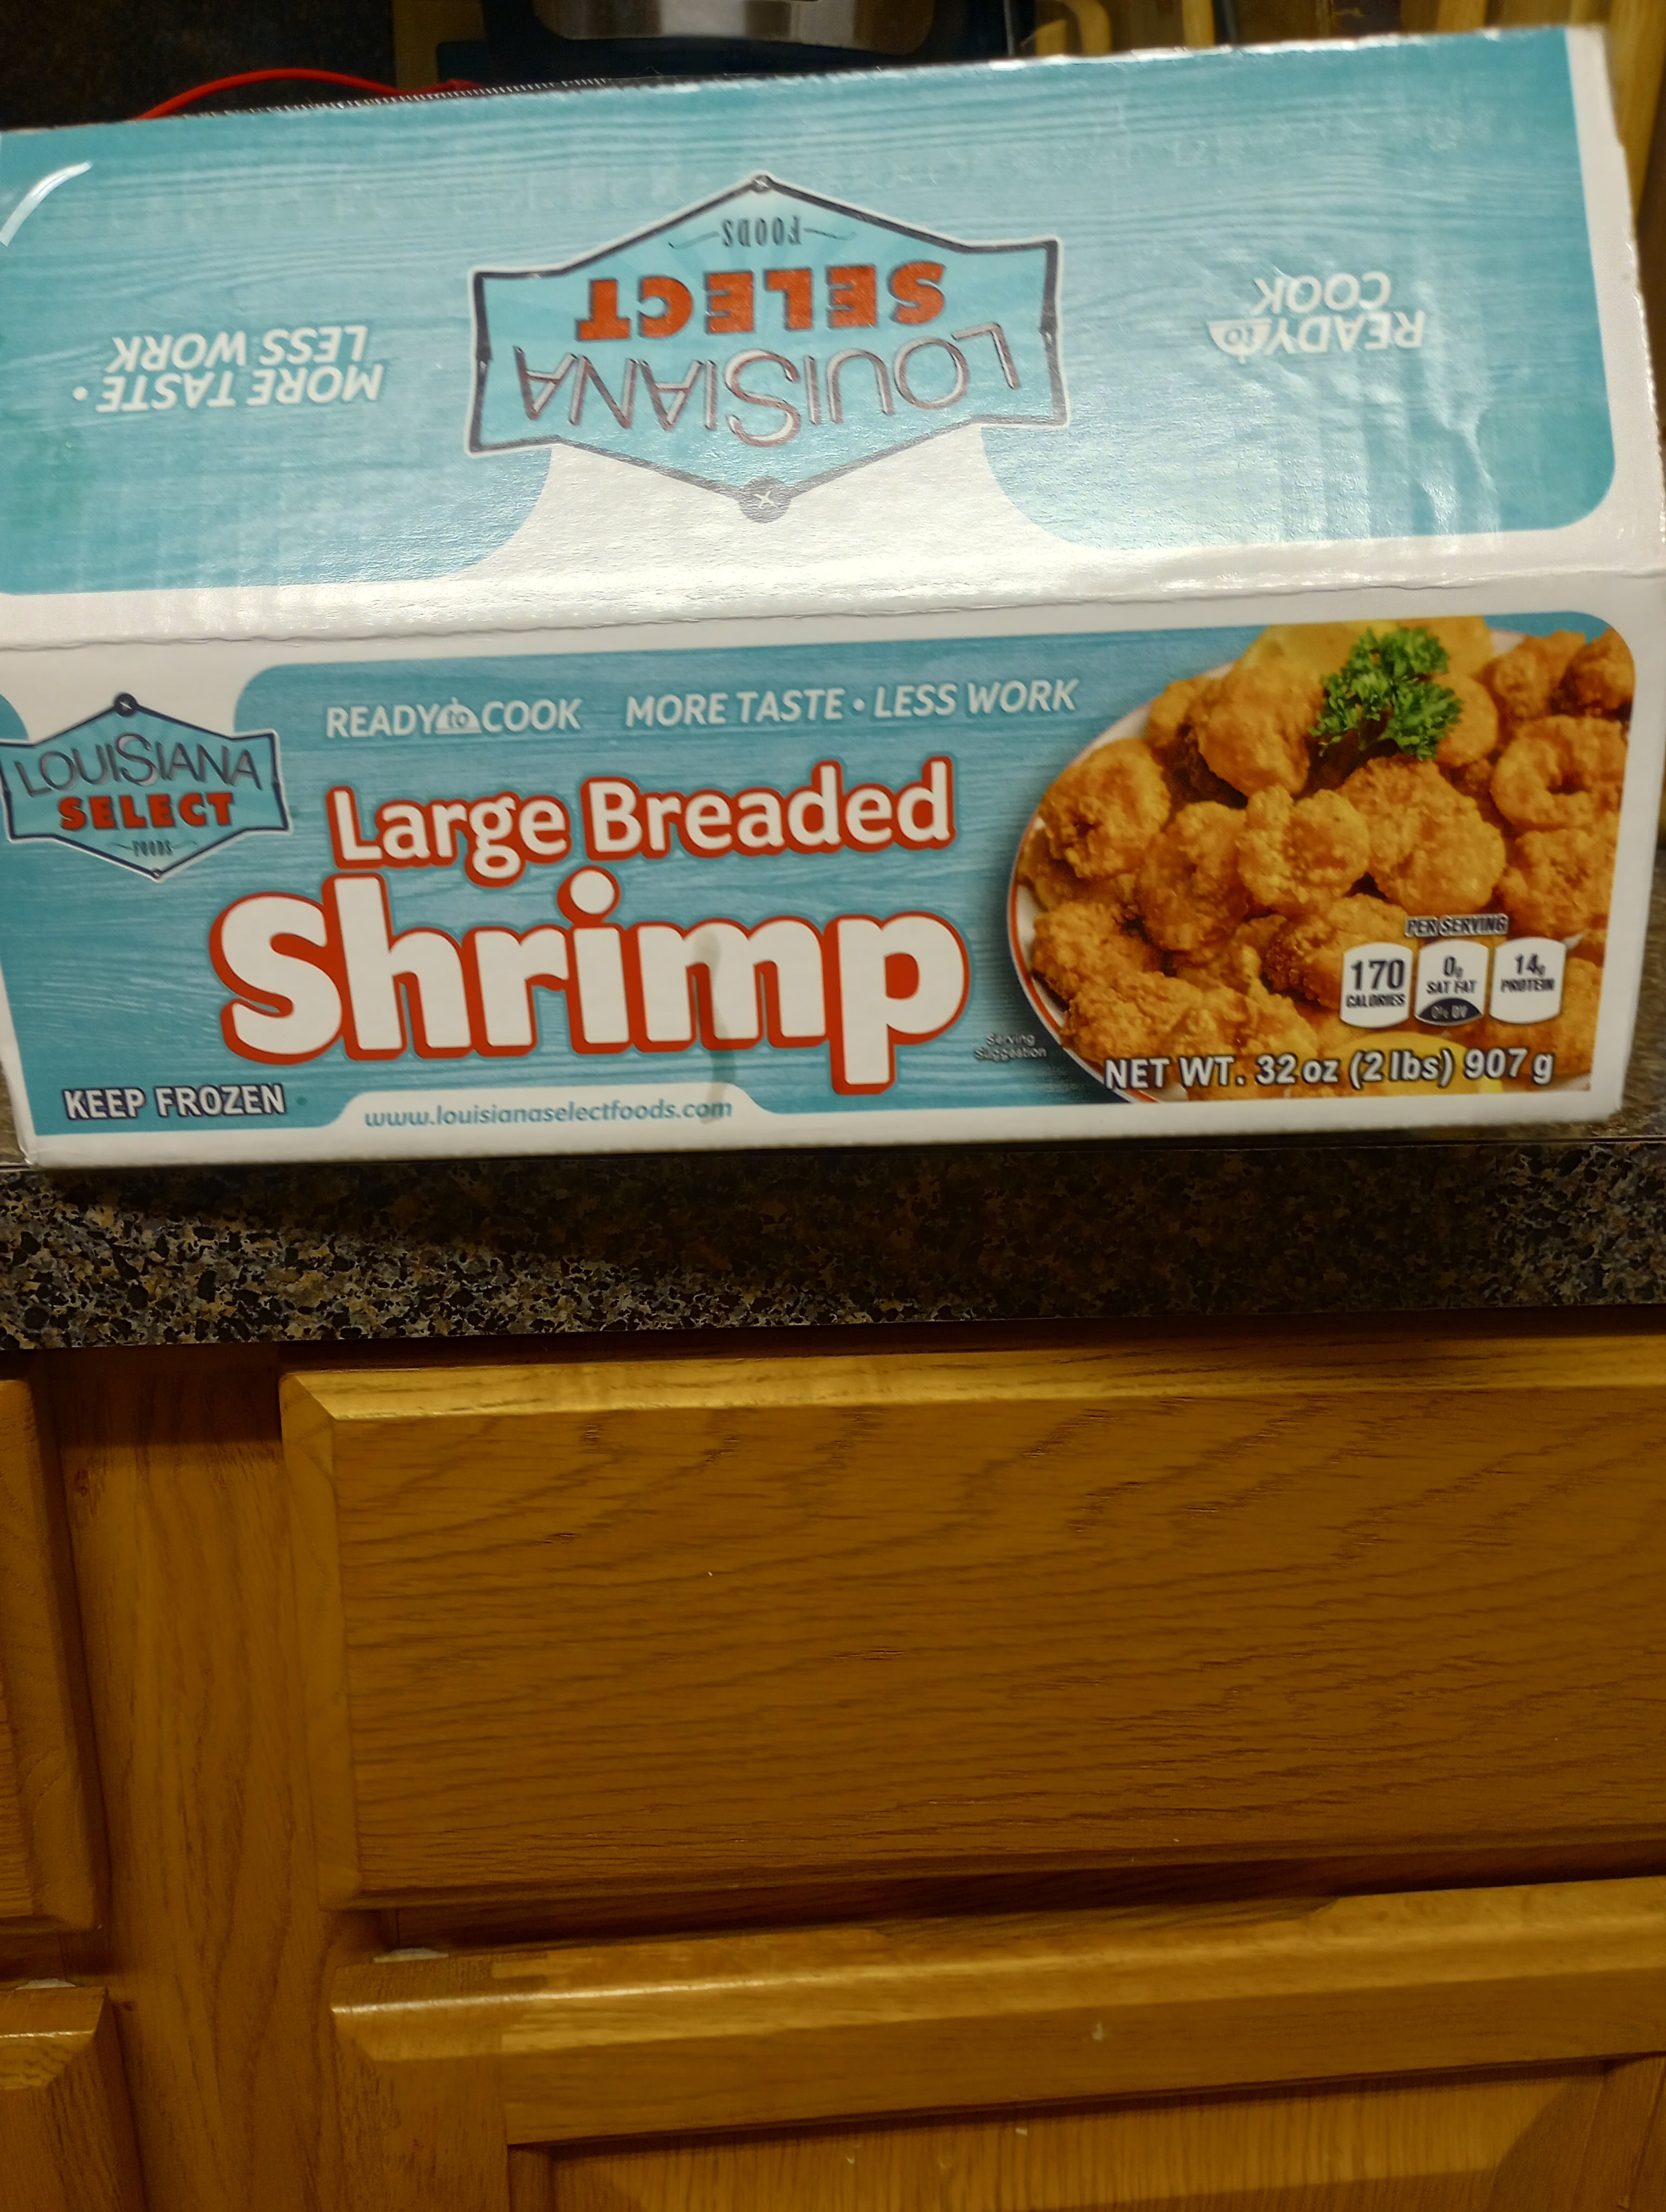 FOODS
SELECT
LOUISIANA
READY to
COOK
MORE TASTE •
LESS WORK
LOUISIANA
SELECT
FOODS
READY to COOK MORE TASTE • LESS WORK
Large Breaded
Shrimp
PER SERVING
170
CALORIES
0g
SAT FAT
0% DV
14g
PROTEIN
Serving
Suggestion
NET WT. 32 oz (2 lbs) 907 g
KEEP FROZEN
www.louisianaselectfoods.com